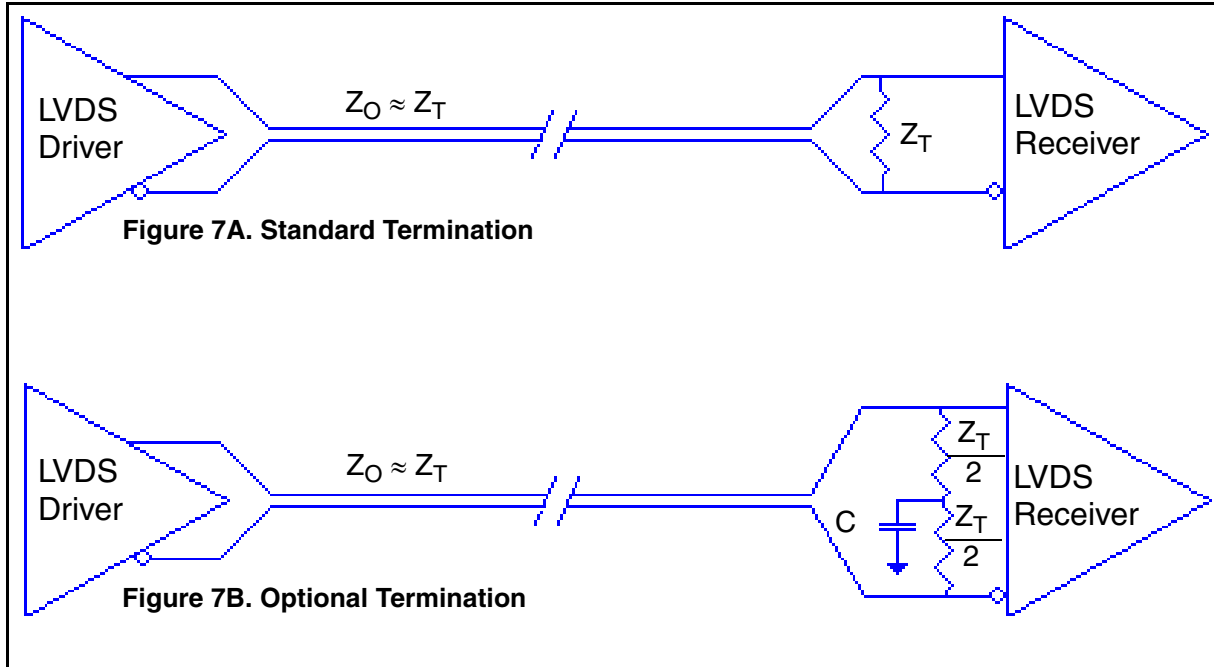 LVDS
Driver
Z_O ≈ Z_T
Z_T
LVDS
Receiver
Figure 7A. Standard Termination
LVDS
Driver
Z_O ≈ Z_T
C
Z_T
2
Z_T
2
LVDS
Receiver
Figure 7B. Optional Termination